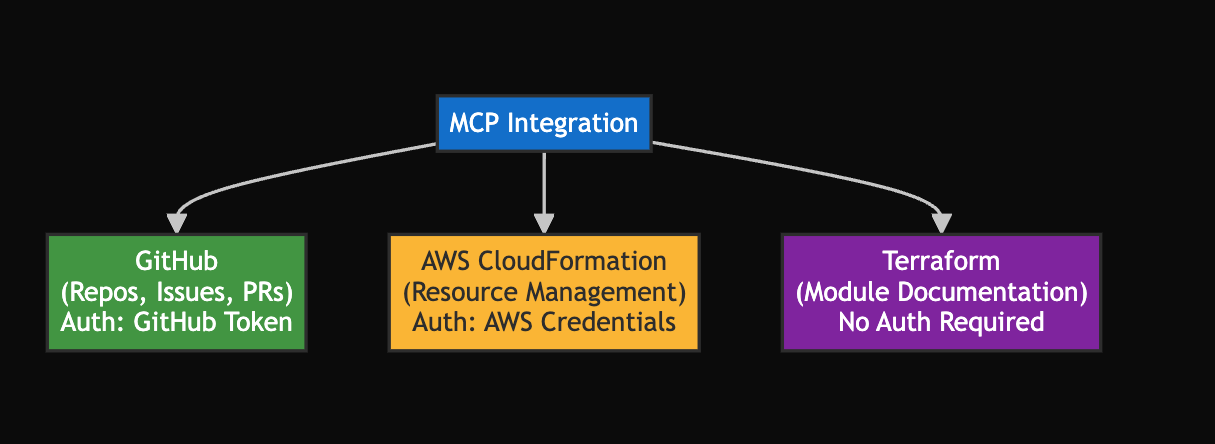 MCP Integration
GitHub
(Repos, Issues, PRs)
Auth: GitHub Token
AWS CloudFormation
(Resource Management)
Auth: AWS Credentials
Terraform
(Module Documentation)
No Auth Required